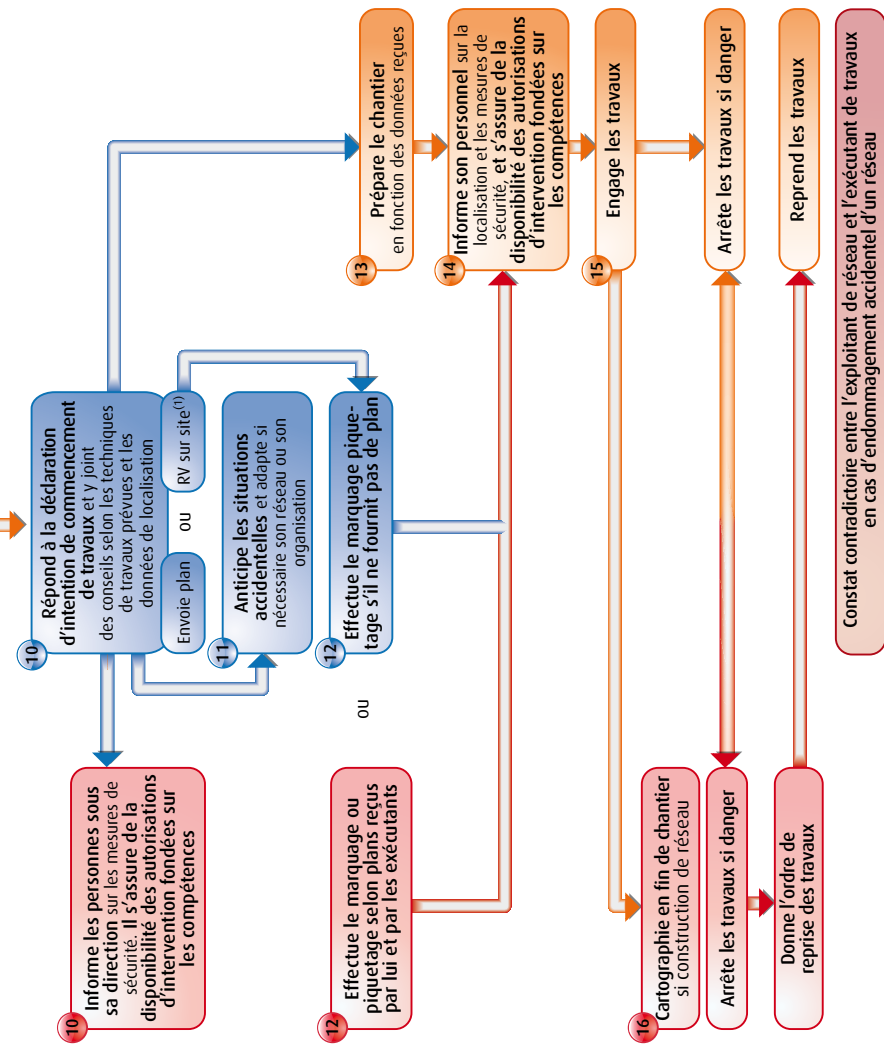 10
Informe les personnes sous
sa direction sur les mesures de
sécurité. Il s'assure de la
disponibilité des autorisations
d'intervention fondées sur
les compétences
10
Répond à la déclaration
d'intention de commencement
de travaux et y joint
des conseils selon les techniques
de travaux prévues et les
données de localisation
Envoie plan
ou
RV sur site(1)
11
Anticipe les situations
accidentelles et adapte si
nécessaire son réseau ou son
organisation
12
Effectue le marquage ou
piquetage selon plans reçus
par lui et par les exécutants
ou
12
Effectue le marquage pique-
tage s'il ne fournit pas de plan
13
Prépare le chantier
en fonction des données reçues
14
Informe son personnel sur la
localisation et les mesures de
sécurité, et s'assure de la
disponibilité des autorisations
d'intervention fondées sur
les compétences
15
Engage les travaux
16
Cartographie en fin de chantier
si construction de réseau
Arrête les travaux si danger
Arrête les travaux si danger
Donne l'ordre de
reprise des travaux
Reprend les travaux
Constat contradictoire entre l'exploitant de réseau et l'exécutant de travaux
en cas d'endommagement accidentel d'un réseau